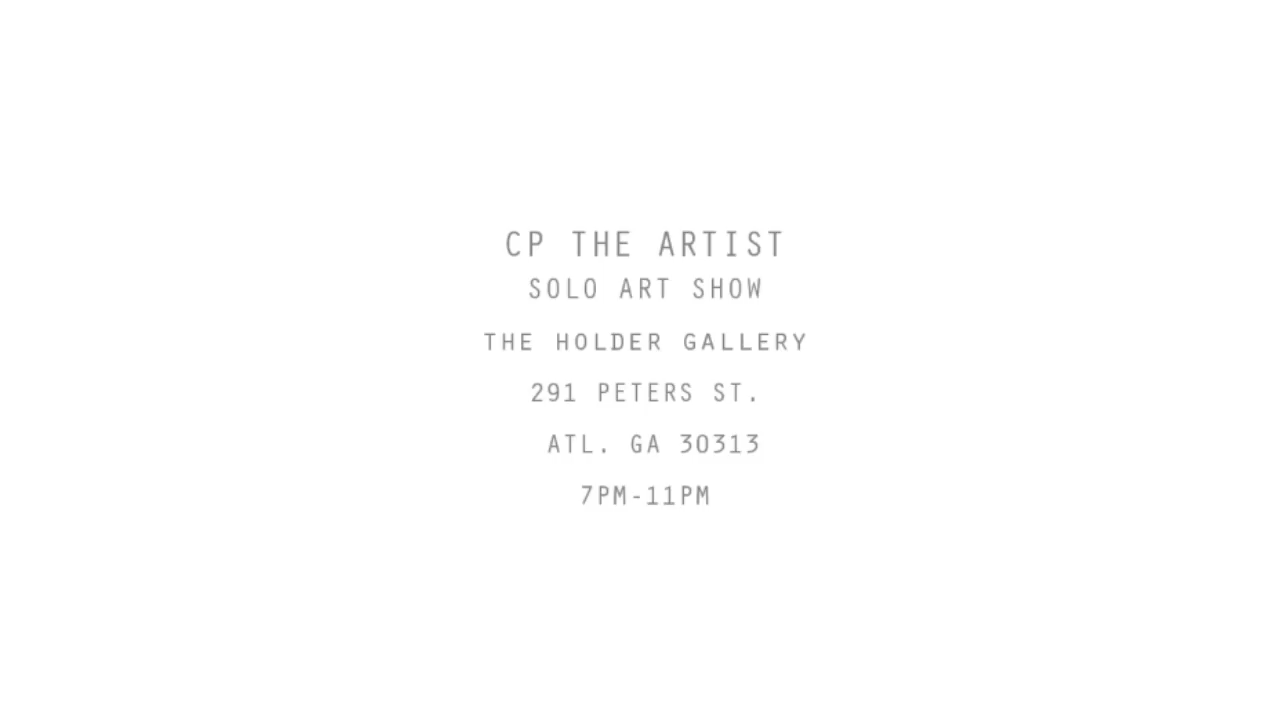 CP THE ARTIST
SOLO ART SHOW
THE HOLDER GALLERY
291 PETERS ST.
ATL. GA 30313
7PM-11PM